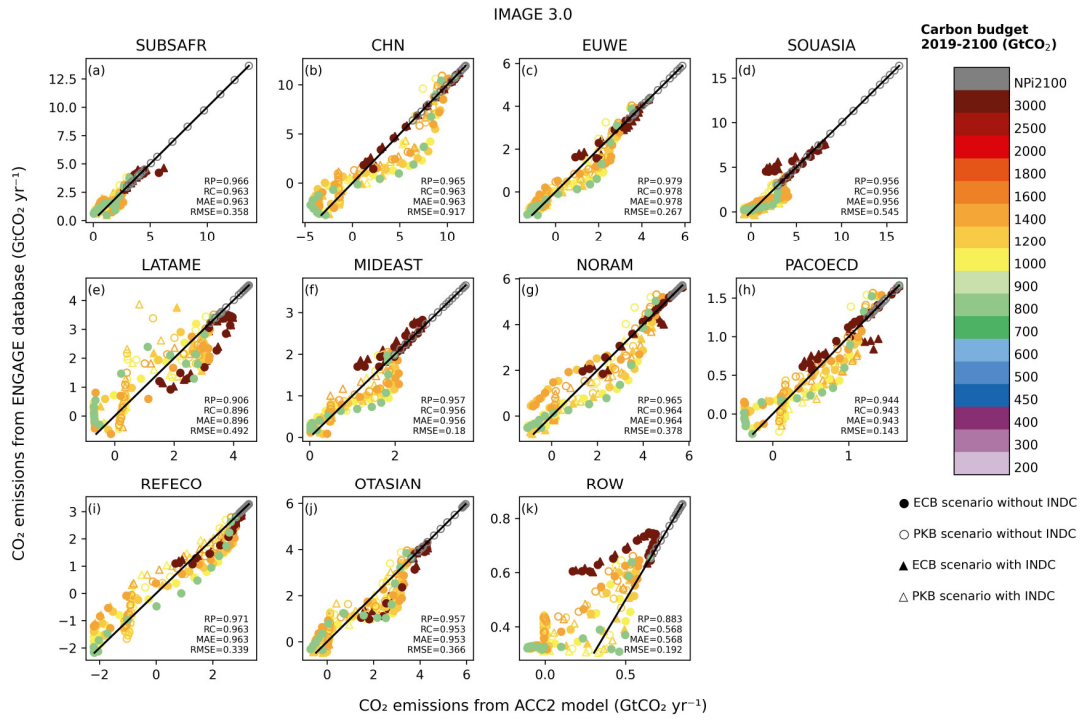 IMAGE 3.0
SUBSAFR
CHN
EUWE
SOUASIA
Carbon budget
2019-2100 (GtCO₂)
(a)
12.5
10.0
7.5
5.0
2.5
0.0
0
5
10
RP=0.966
RC=0.963
MAE=0.963
RMSE=0.358
(b)
10
5
0
−5
0
5
10
RP=0.965
RC=0.963
MAE=0.963
RMSE=0.917
(c)
6
4
2
0
0
2
4
6
RP=0.979
RC=0.978
MAE=0.978
RMSE=0.267
(d)
15
10
5
0
0
5
10
15
RP=0.956
RC=0.956
MAE=0.956
RMSE=0.545
LATAME
MIDEAST
NORAM
PACOECD
(e)
4
3
2
1
0
0
2
4
RP=0.906
RC=0.896
MAE=0.896
RMSE=0.492
(f)
3
2
1
0
0
2
RP=0.957
RC=0.956
MAE=0.956
RMSE=0.18
(g)
6
4
2
0
0
2
4
RP=0.965
RC=0.964
MAE=0.964
RMSE=0.378
(h)
1.5
1.0
0.5
0.0
0
1
RP=0.944
RC=0.943
MAE=0.943
RMSE=0.143
REFECO
OTASIAN
ROW
(i)
3
2
1
0
−1
−2
−2
0
2
RP=0.971
RC=0.963
MAE=0.963
RMSE=0.339
(j)
6
4
2
0
0
2
4
6
RP=0.957
RC=0.953
MAE=0.953
RMSE=0.366
(k)
0.8
0.6
0.4
0.0
0.5
RP=0.883
RC=0.568
MAE=0.568
RMSE=0.192
NPi2100
3000
2500
2000
1800
1600
1400
1200
1000
900
800
700
600
500
450
400
300
200
ECB scenario without INDC
PKB scenario without INDC
ECB scenario with INDC
PKB scenario with INDC
CO₂ emissions from ENGAGE database (GtCO₂ yr⁻¹)
CO₂ emissions from ACC2 model (GtCO₂ yr⁻¹)